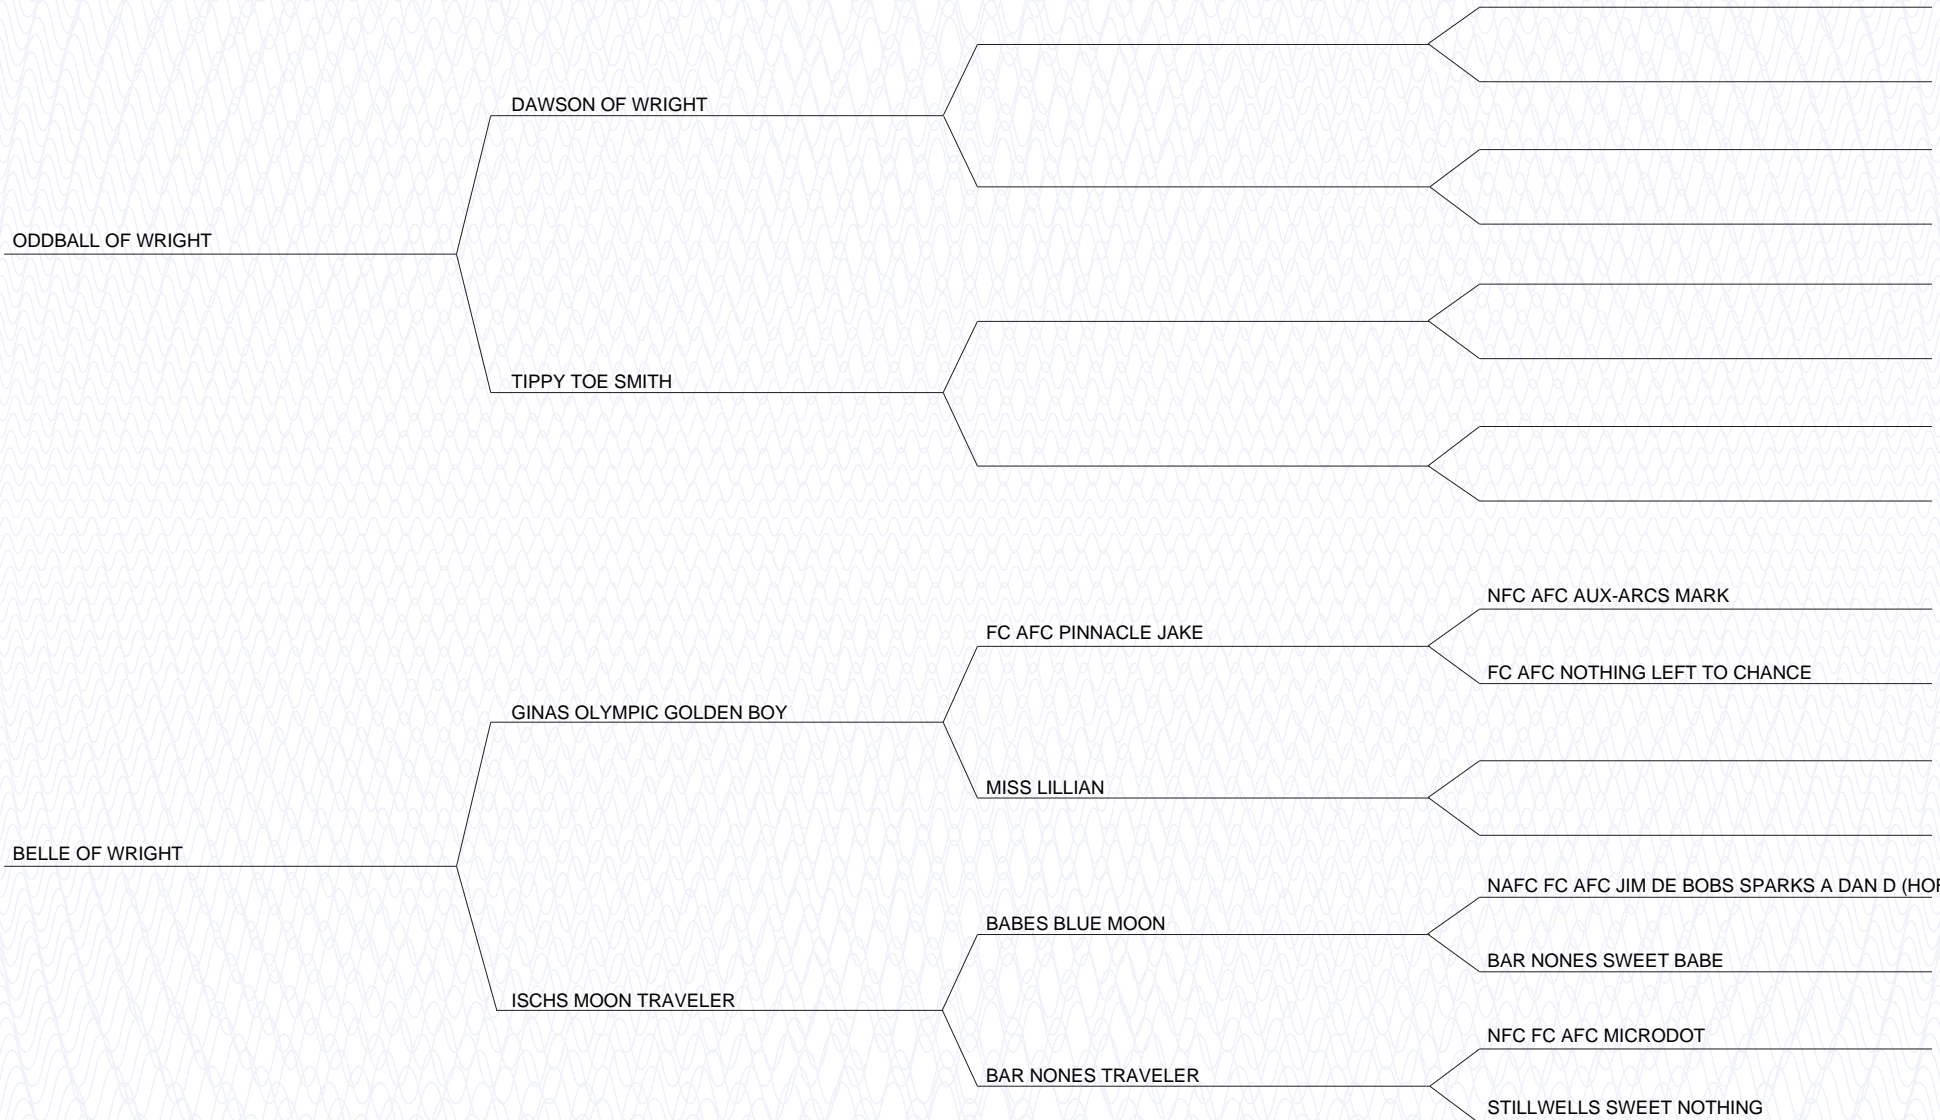 DAWSON OF WRIGHT
ODDBALL OF WRIGHT
TIPPY TOE SMITH
NFC AFC AUX-ARCS MARK
FC AFC PINNACLE JAKE
FC AFC NOTHING LEFT TO CHANCE
GINAS OLYMPIC GOLDEN BOY
MISS LILLIAN
BELLE OF WRIGHT
NAFC FC AFC JIM DE BOBS SPARKS A DAN D (HOF
BABES BLUE MOON
BAR NONES SWEET BABE
ISCHS MOON TRAVELER
NFC FC AFC MICRODOT
BAR NONES TRAVELER
STILLWELLS SWEET NOTHING